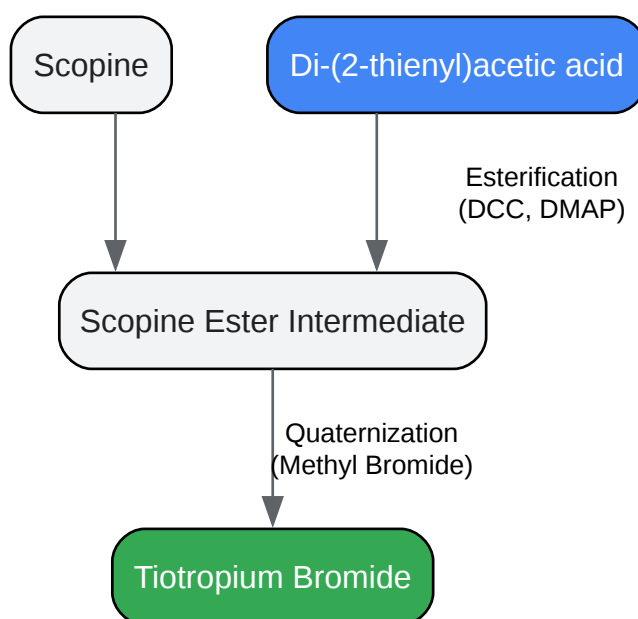 Scopine
Di-(2-thienyl)acetic acid
Esterification
(DCC, DMAP)
Scopine Ester Intermediate
Quaternization
(Methyl Bromide)
Tiotropium Bromide